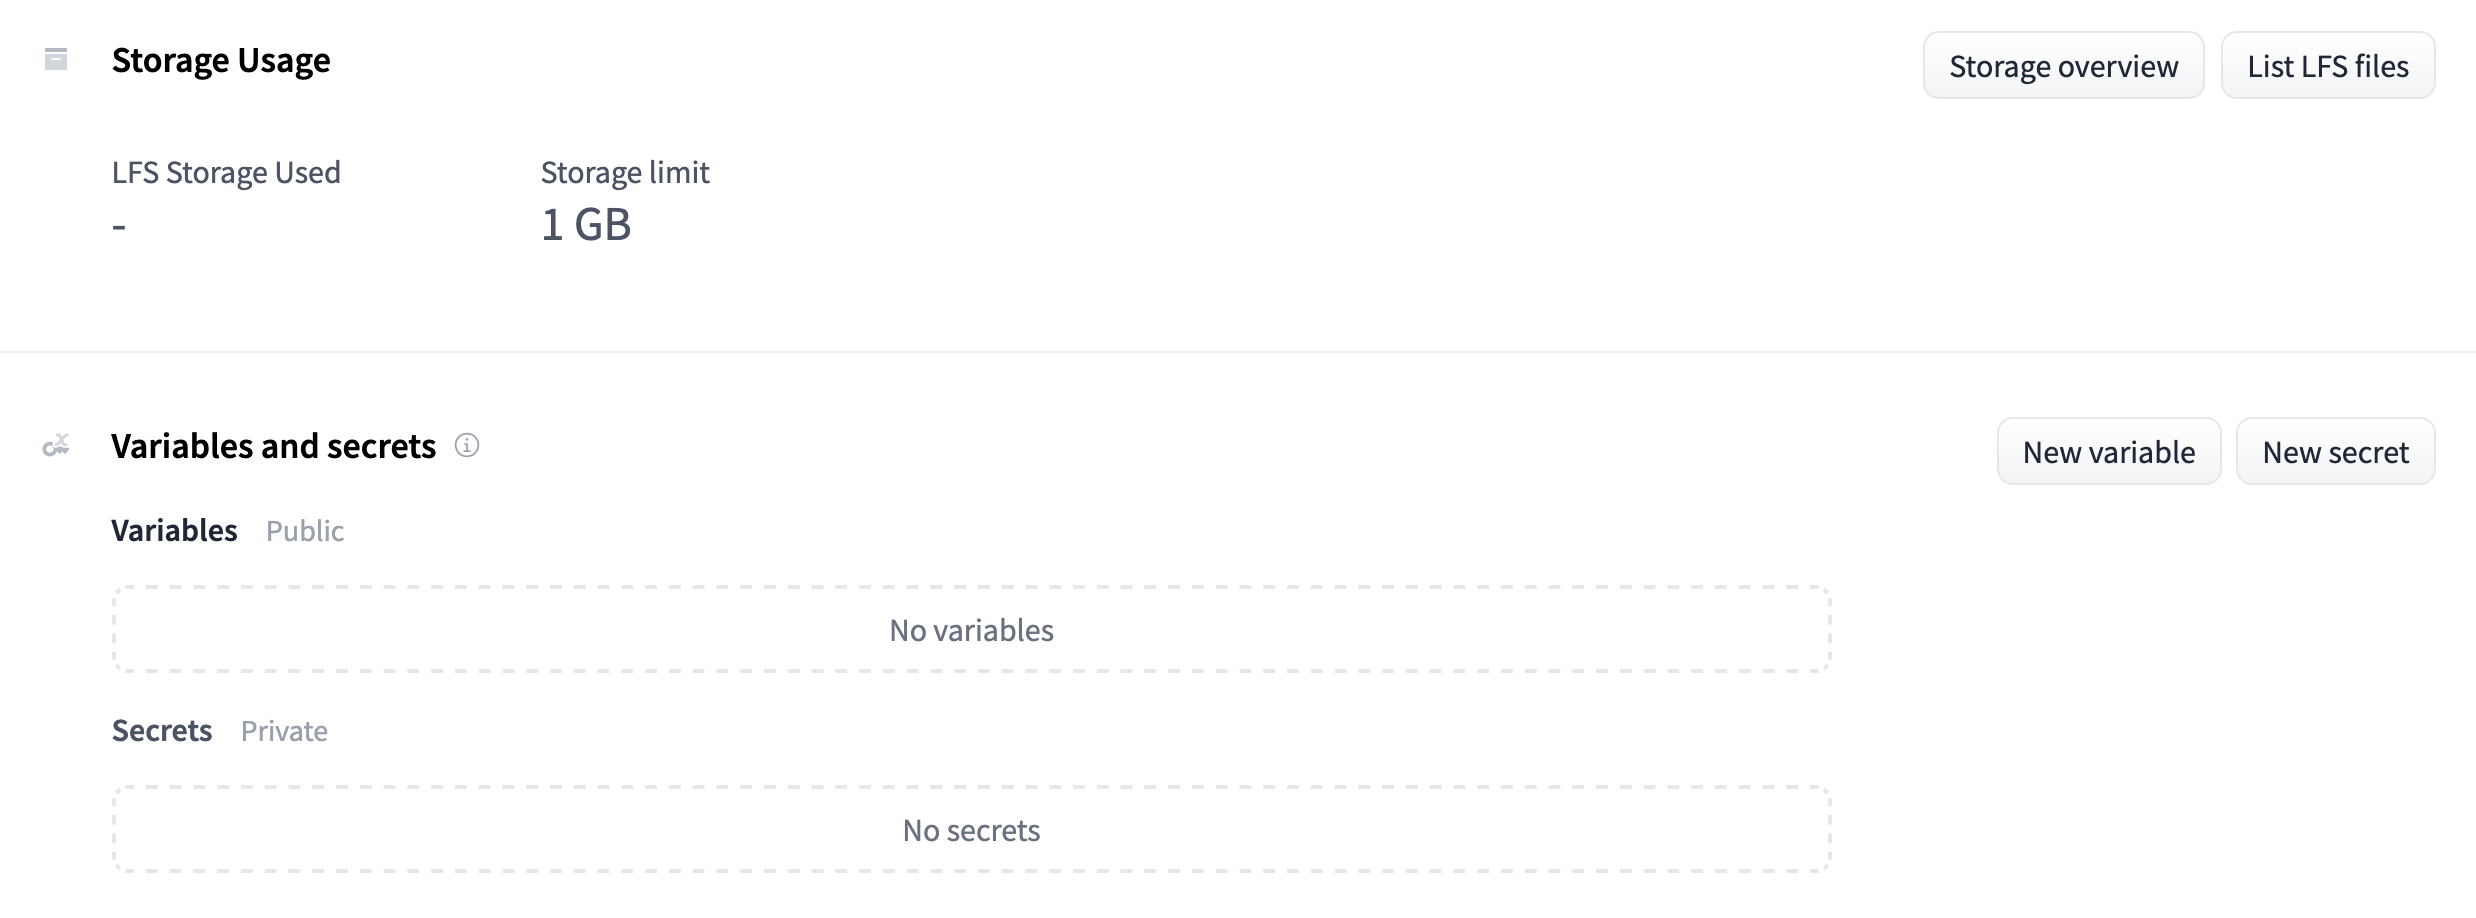 Storage Usage
Storage overview
List LFS files
LFS Storage Used
Storage limit
-
1 GB
Variables and secrets
New variable
New secret
Variables Public
No variables
Secrets Private
No secrets